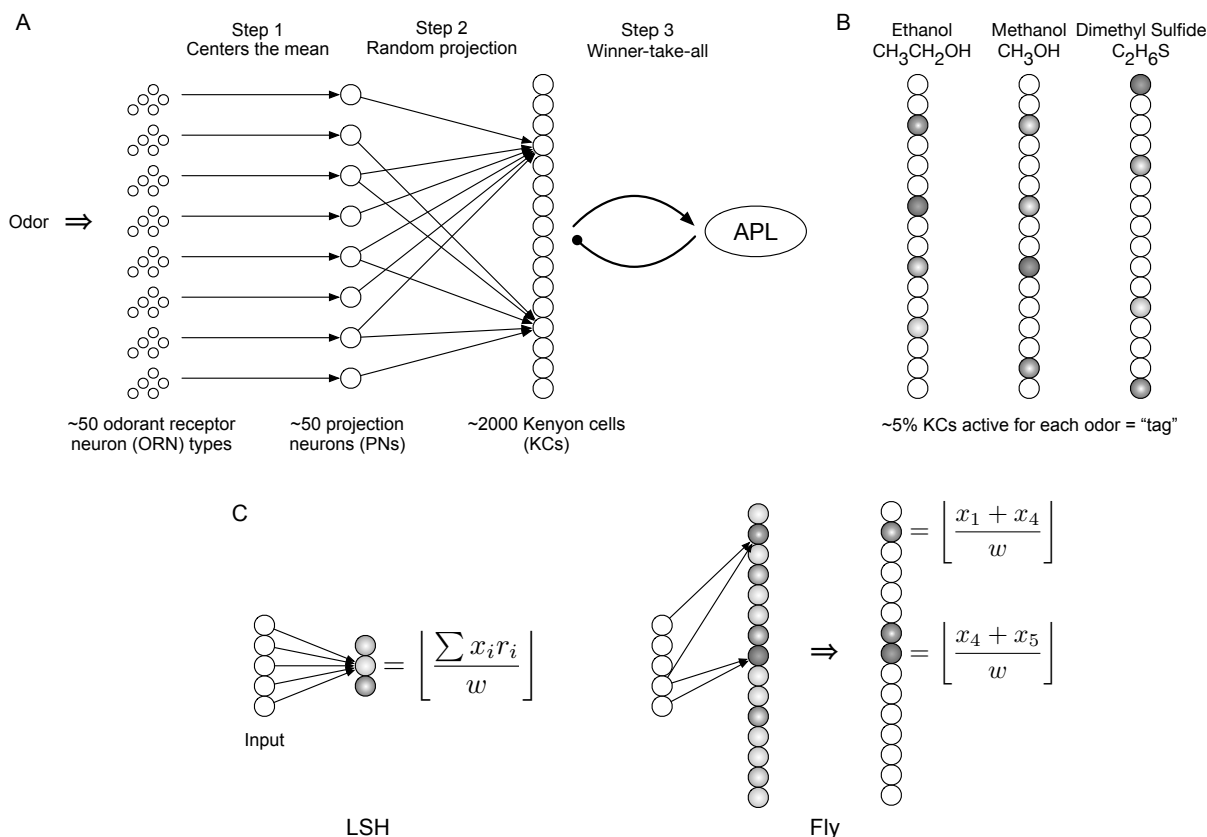 A
Step 1
Centers the mean
Step 2
Random projection
Step 3
Winner-take-all
Odor ⇒
APL
~50 odorant receptor
neuron (ORN) types
~50 projection
neurons (PNs)
~2000 Kenyon cells
(KCs)
B
Ethanol
CH₃CH₂OH
Methanol
CH₃OH
Dimethyl Sulfide
C₂H₆S
~5% KCs active for each odor = “tag”
C
Input
= ⌊ ∑ xᵢrᵢ / w ⌋
LSH
⇒
= ⌊ x₁ + x₄ / w ⌋
= ⌊ x₄ + x₅ / w ⌋
Fly